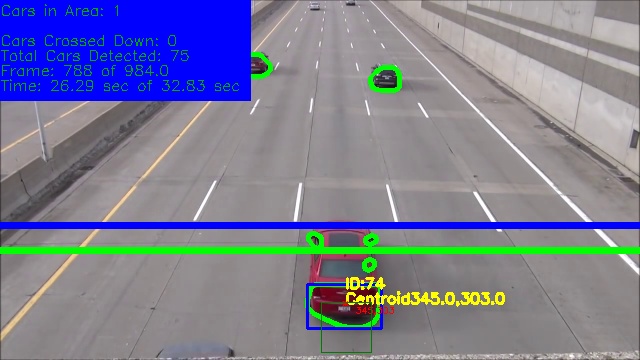 Cars in Area: 1
Cars Crossed Down: 0
Total Cars Detected: 75
Frame: 788 of 984.0
Time: 26.29 sec of 32.83 sec
ID:74
Centroid345.0,303.0